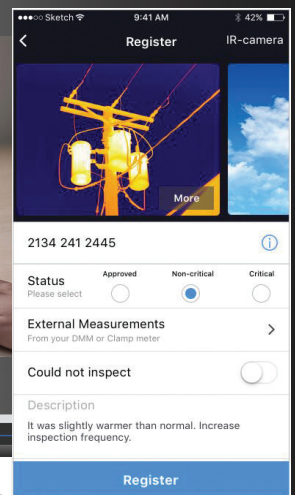 Sketch 9:41 AM 42%
Register IR-camera
More
2134 241 2445
Approved Non-critical Critical
Status
Please select
External Measurements
From your DMM or Clamp meter
Could not inspect
Description
It was slightly warmer than normal. Increase
inspection frequency.
Register